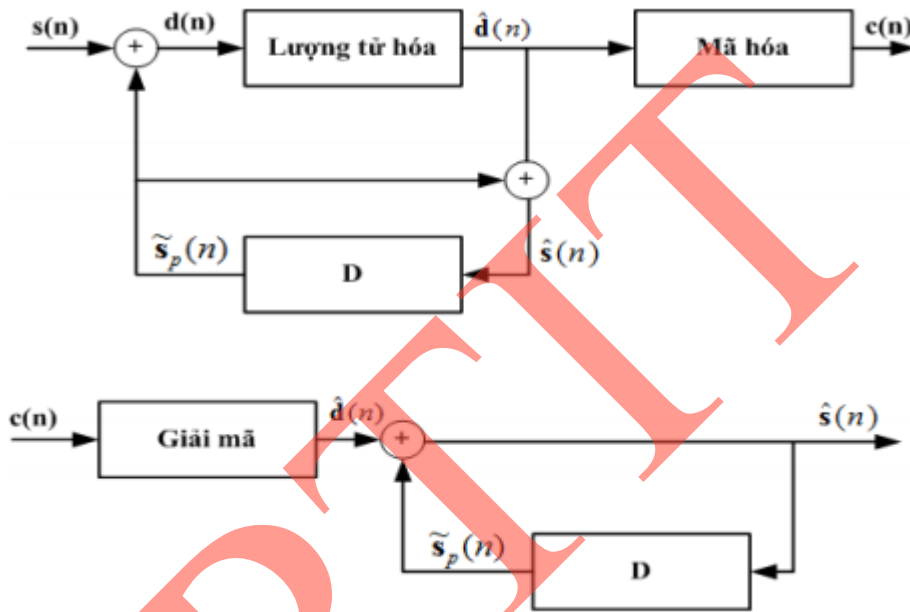 s(n)
+
d(n)
Lượng tử hóa
d̂(n)
Mã hóa
c(n)
+
s̃ₚ(n)
D
ŝ(n)
c(n)
Giải mã
d̂(n)
+
ŝ(n)
s̃ₚ(n)
D
PTIT